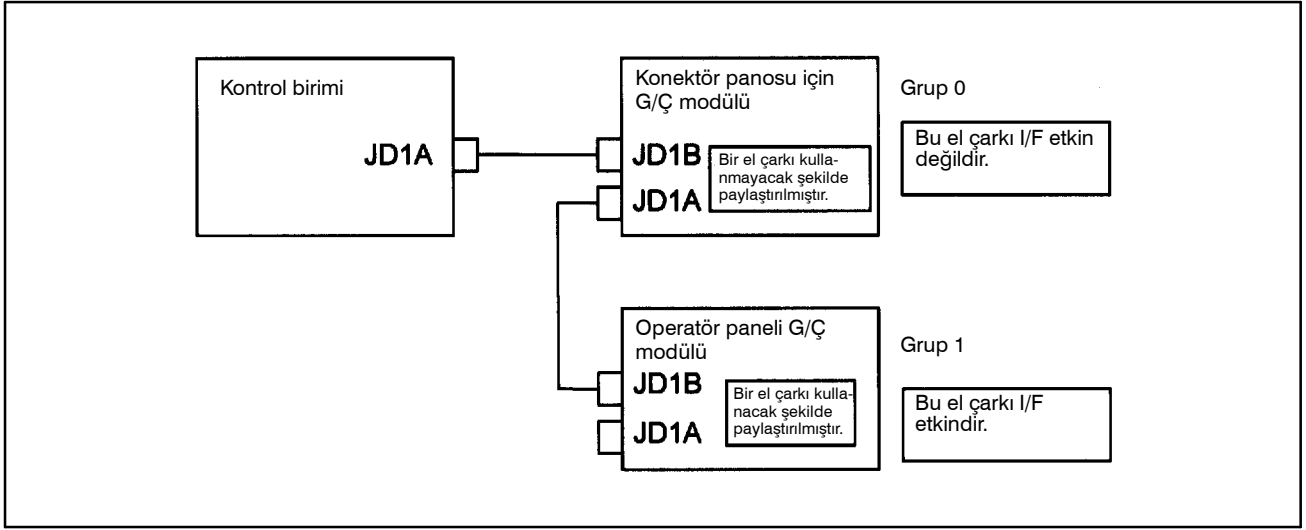 Kontrol birimi
JD1A
Konektör panosu için
G/Ç modülü
JD1B
JD1A
Bir el çarkı kulla-
nmayacak şekilde
paylaştırılmıştır.
Grup 0
Bu el çarkı I/F etkin
değildir.
Operatör paneli G/Ç
modülü
JD1B
JD1A
Bir el çarkı kulla-
nacak şekilde
paylaştırılmıştır.
Grup 1
Bu el çarkı I/F
etkindir.